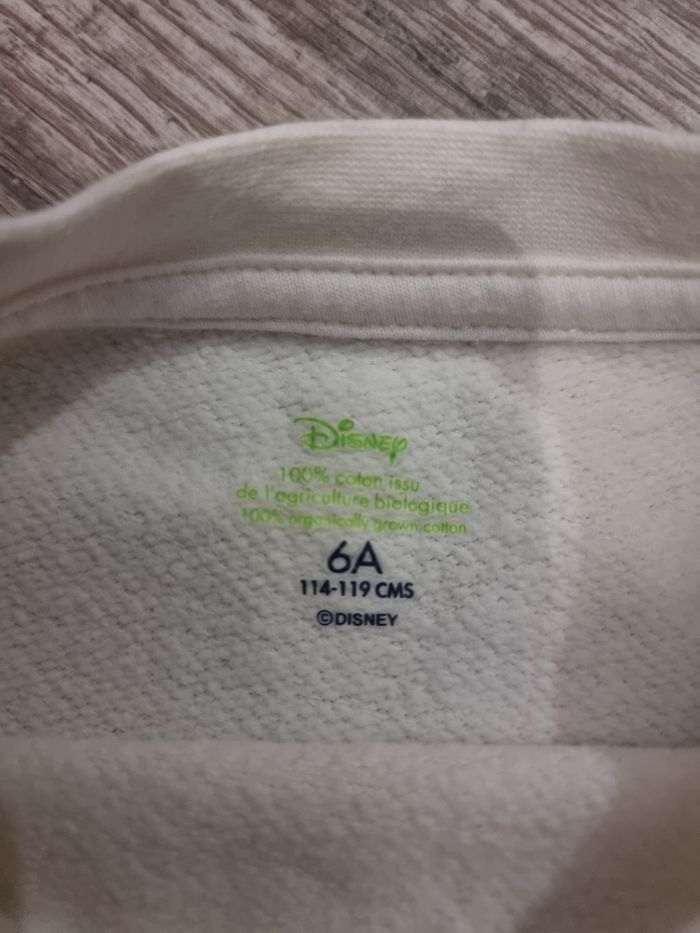 Disney
100% coton issu
de l'agriculture biologique
100% organically grown cotton
6A
114-119 CMS
©DISNEY